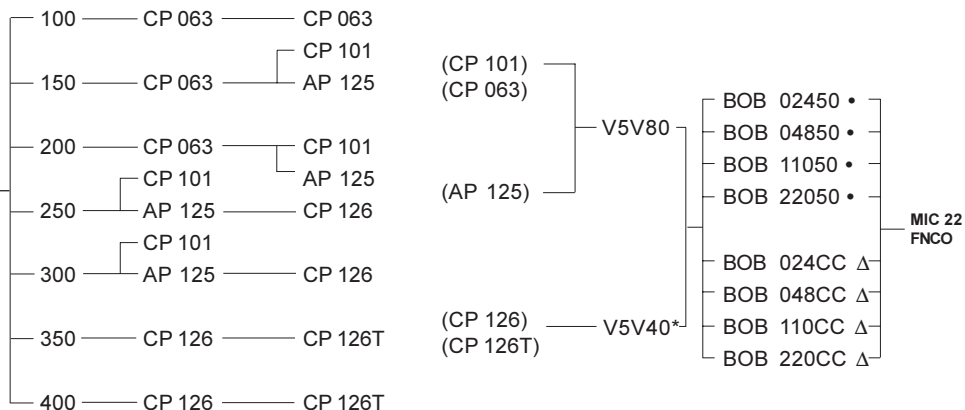 100 CP 063 CP 063
CP 101
150 CP 063 AP 125
200 CP 063 CP 101
AP 125
CP 101
250 AP 125 CP 126
CP 101
300 AP 125 CP 126
350 CP 126 CP 126T
400 CP 126 CP 126T
(CP 101)
(CP 063)
V5V80
(AP 125)
(CP 126)
V5V40*
(CP 126T)
BOB 02450 •
BOB 04850 •
BOB 11050 •
BOB 22050 •
BOB 024CC Δ
BOB 048CC Δ
BOB 110CC Δ
BOB 220CC Δ
MIC 22
FNCO